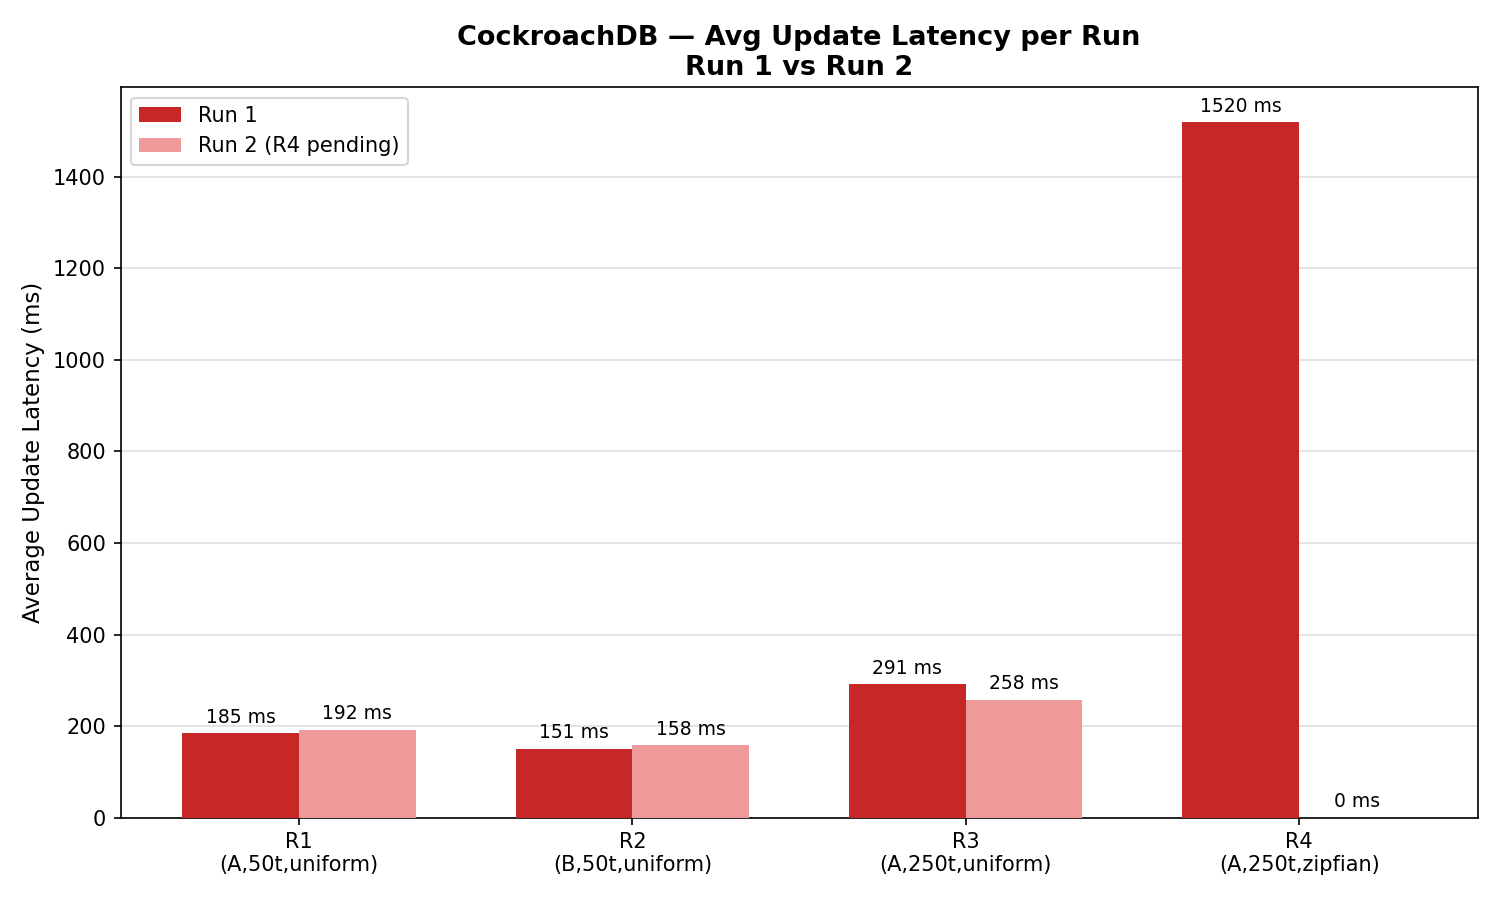 CockroachDB — Avg Update Latency per Run
Run 1 vs Run 2
Run 1
Run 2 (R4 pending)
Average Update Latency (ms)
1400
1200
1000
800
600
400
200
0
185 ms
192 ms
151 ms
158 ms
291 ms
258 ms
1520 ms
0 ms
R1
(A,50t,uniform)
R2
(B,50t,uniform)
R3
(A,250t,uniform)
R4
(A,250t,zipfian)